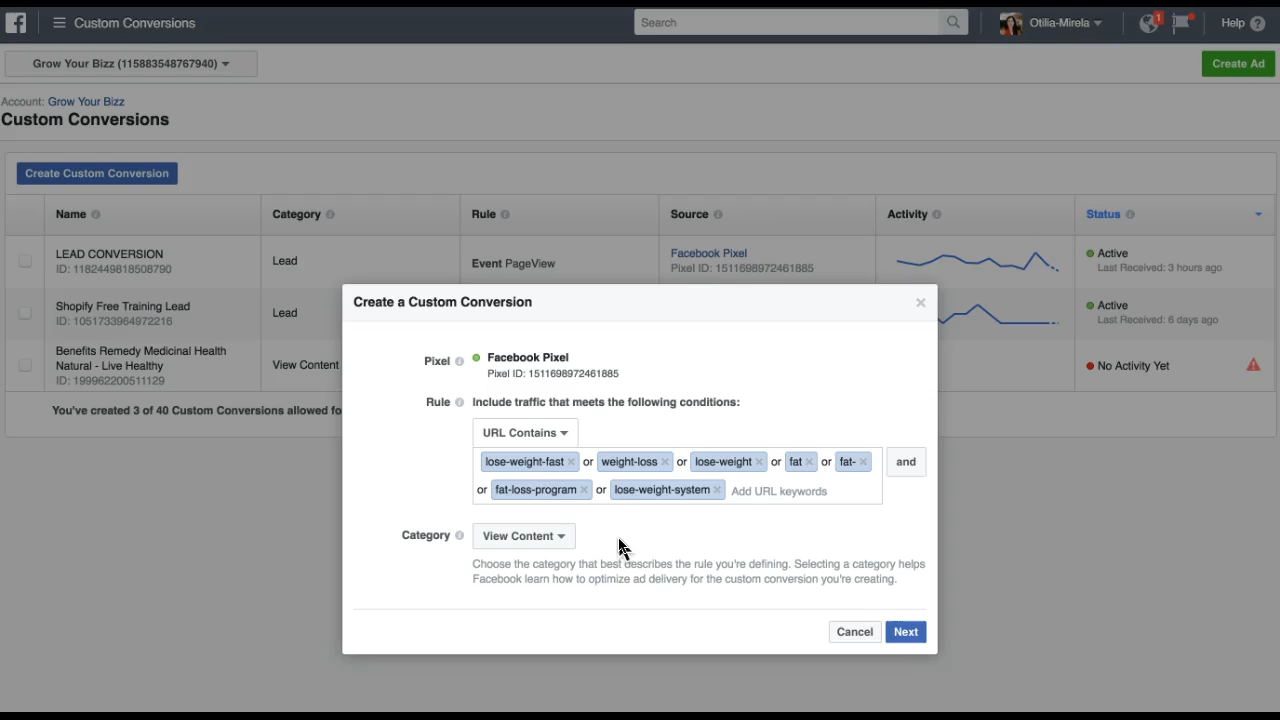 Custom Conversions
Search
Otilia-Mirela
1
Help ?
Grow Your Bizz (115883548767940)
Create Ad
Account: Grow Your Bizz
Custom Conversions
Create Custom Conversion
Name
Category
Rule
Source
Activity
Status
LEAD CONVERSION
ID: 1182449818508790
Lead
Event PageView
Facebook Pixel
Pixel ID: 1511698972461885
Active
Last Received: 3 hours ago
Shopify Free Training Lead
ID: 1051733964972216
Lead
Active
Last Received: 6 days ago
Benefits Remedy Medicinal Health
Natural - Live Healthy
ID: 199962200511129
View Content
No Activity Yet
You've created 3 of 40 Custom Conversions allowed fo
Create a Custom Conversion
Pixel
Facebook Pixel
Pixel ID: 1511698972461885
Rule
Include traffic that meets the following conditions:
URL Contains
lose-weight-fast × or weight-loss × or lose-weight × or fat × or fat- ×
and
or fat-loss-program × or lose-weight-system × Add URL keywords
Category
View Content
Choose the category that best describes the rule you're defining. Selecting a category helps
Facebook learn how to optimize ad delivery for the custom conversion you're creating.
Cancel
Next